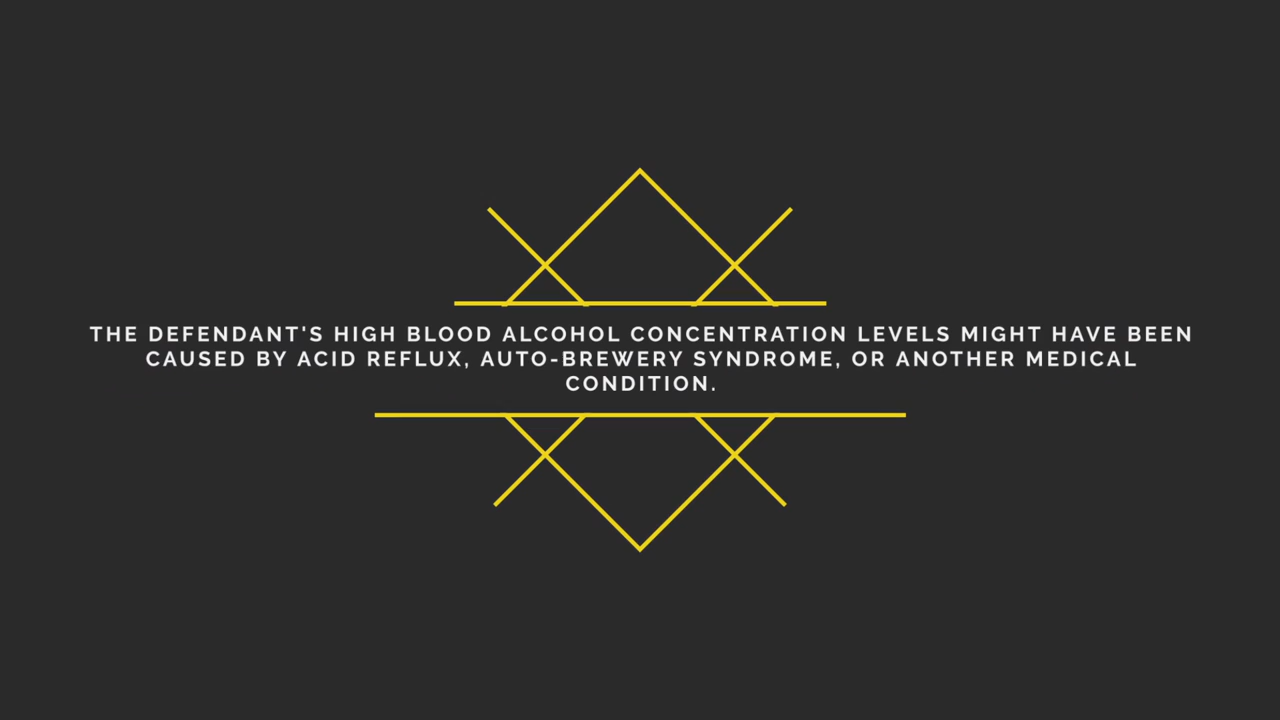 THE DEFENDANT'S HIGH BLOOD ALCOHOL CONCENTRATION LEVELS MIGHT HAVE BEEN
CAUSED BY ACID REFLUX, AUTO-BREWERY SYNDROME, OR ANOTHER MEDICAL
CONDITION.